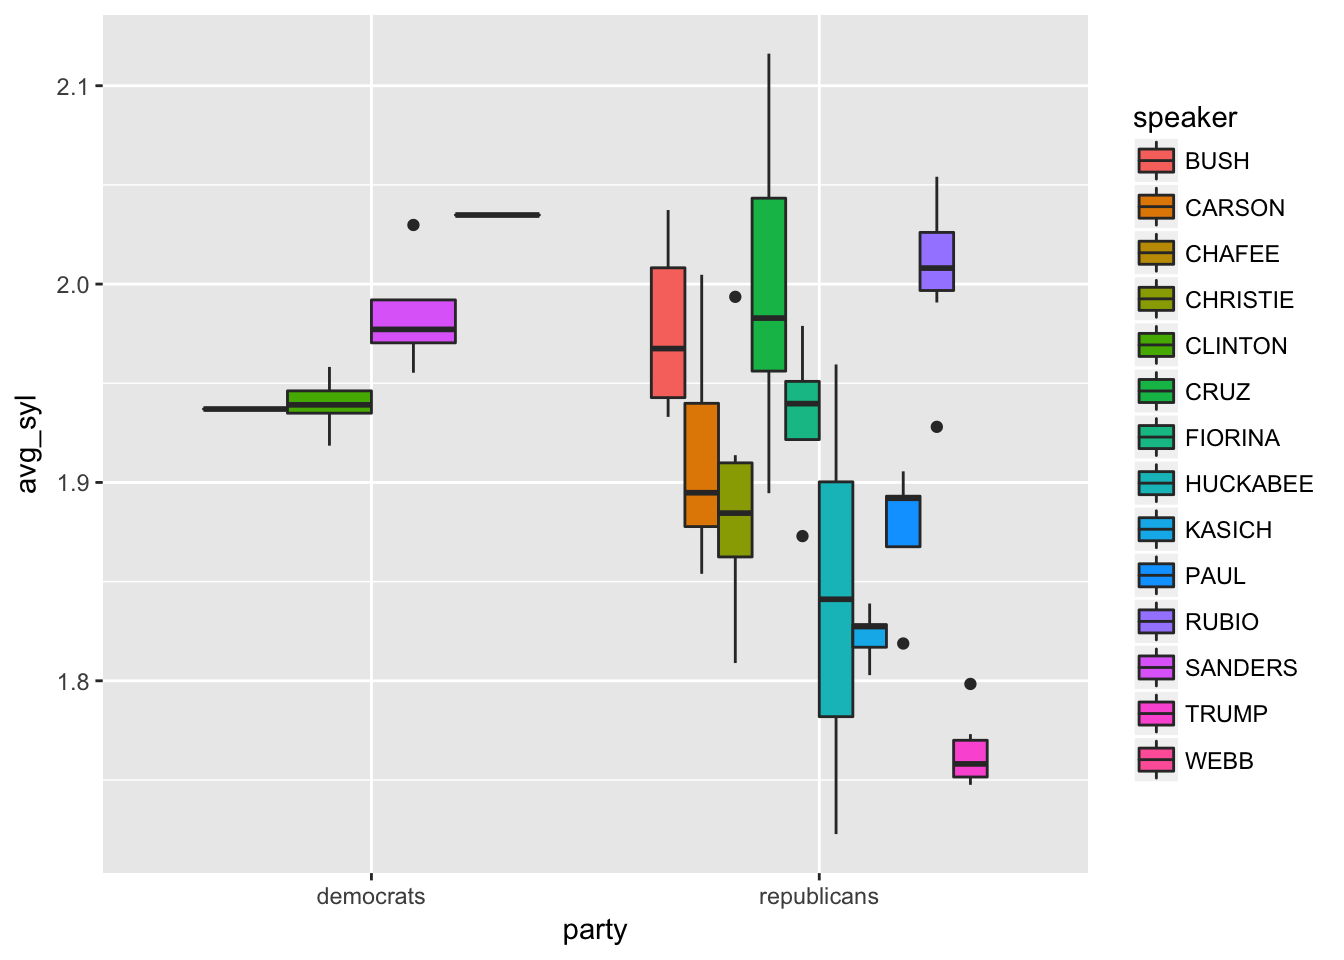 avg_syl
2.1
2.0
1.9
1.8
democrats
republicans
party
speaker
BUSH
CARSON
CHAFEE
CHRISTIE
CLINTON
CRUZ
FIORINA
HUCKABEE
KASICH
PAUL
RUBIO
SANDERS
TRUMP
WEBB